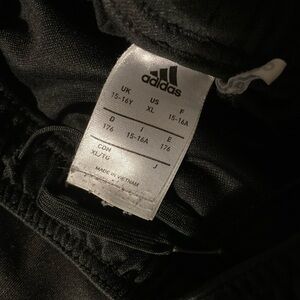 adidas
UK US F
15-16Y XL 15-16A
D I E
176 15-16A 176
CDN J
XL/TG
MADE IN VIETNAM